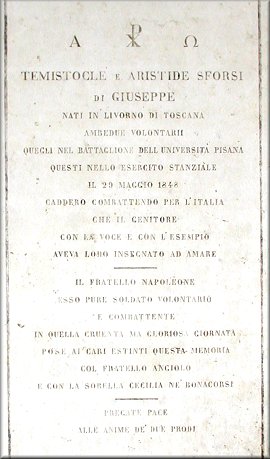 Α ☧ Ω
TEMISTOCLE E ARISTIDE SFORSI
DI GIUSEPPE
NATI IN LIVORNO DI TOSCANA
AMBEDUE VOLONTARII
QUEGLI NEL BATTAGLIONE DELL'UNIVERSITÀ PISANA
QUESTI NELLO ESERCITO STANZIALE
IL 29 MAGGIO 1848
CADDERO COMBATTENDO PER L'ITALIA
CHE IL GENITORE
CON LA VOCE E CON L'ESEMPIO
AVEVA LORO INSEGNATO AD AMARE
IL FRATELLO NAPOLEONE
ESSO PURE SOLDATO VOLONTARIO
E COMBATTENTE
IN QUELLA CRUENTA MA GLORIOSA GIORNATA
POSE AI CARI ESTINTI QUESTA MEMORIA
COL FRATELLO ANGIOLO
E CON LA SORELLA CECILIA NE' BONACORSI
PREGATE PACE
ALLE ANIME DE' DUE PRODI